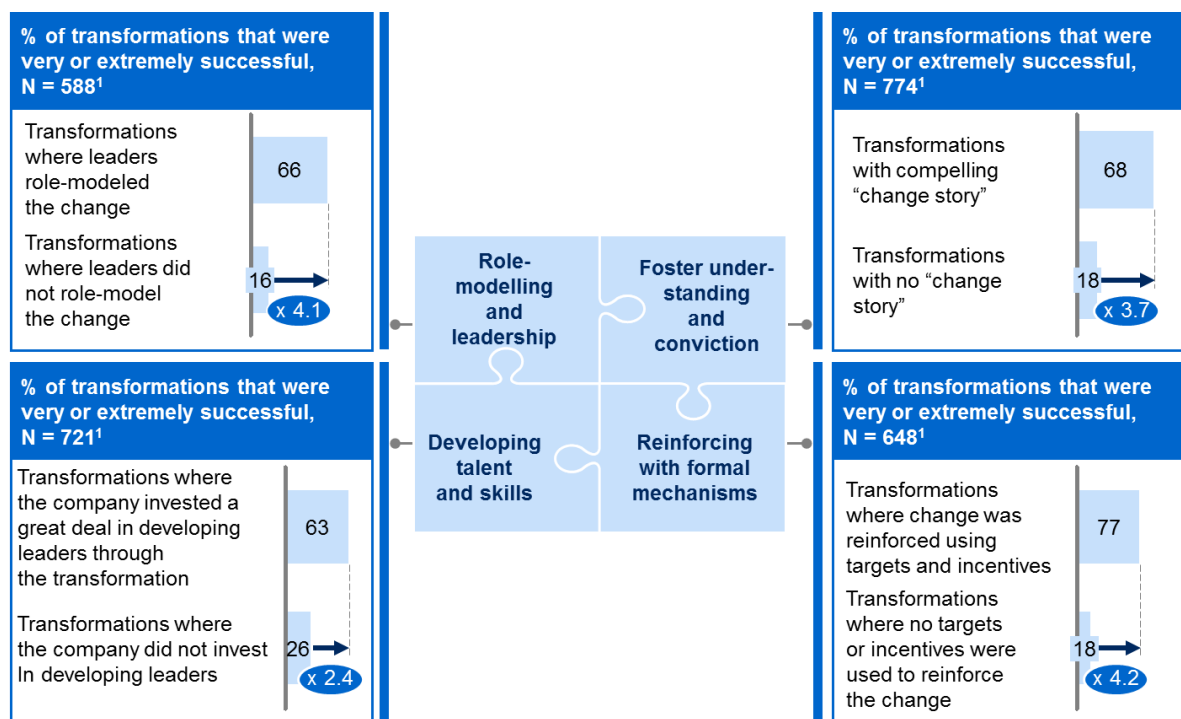 % of transformations that were
very or extremely successful,
N = 588¹
Transformations
where leaders
role-modeled
the change
66
Transformations
where leaders did
not role-model
the change
16
x 4.1
% of transformations that were
very or extremely successful,
N = 774¹
Transformations
with compelling
“change story”
68
Transformations
with no “change
story”
18
x 3.7
Role-
modelling
and
leadership
Foster under-
standing
and
conviction
Developing
talent
and skills
Reinforcing
with formal
mechanisms
% of transformations that were
very or extremely successful,
N = 721¹
Transformations where
the company invested a
great deal in developing
leaders through
the transformation
63
Transformations where
the company did not invest
In developing leaders
26
x 2.4
% of transformations that were
very or extremely successful,
N = 648¹
Transformations
where change was
reinforced using
targets and incentives
77
Transformations
where no targets
or incentives were
used to reinforce
the change
18
x 4.2